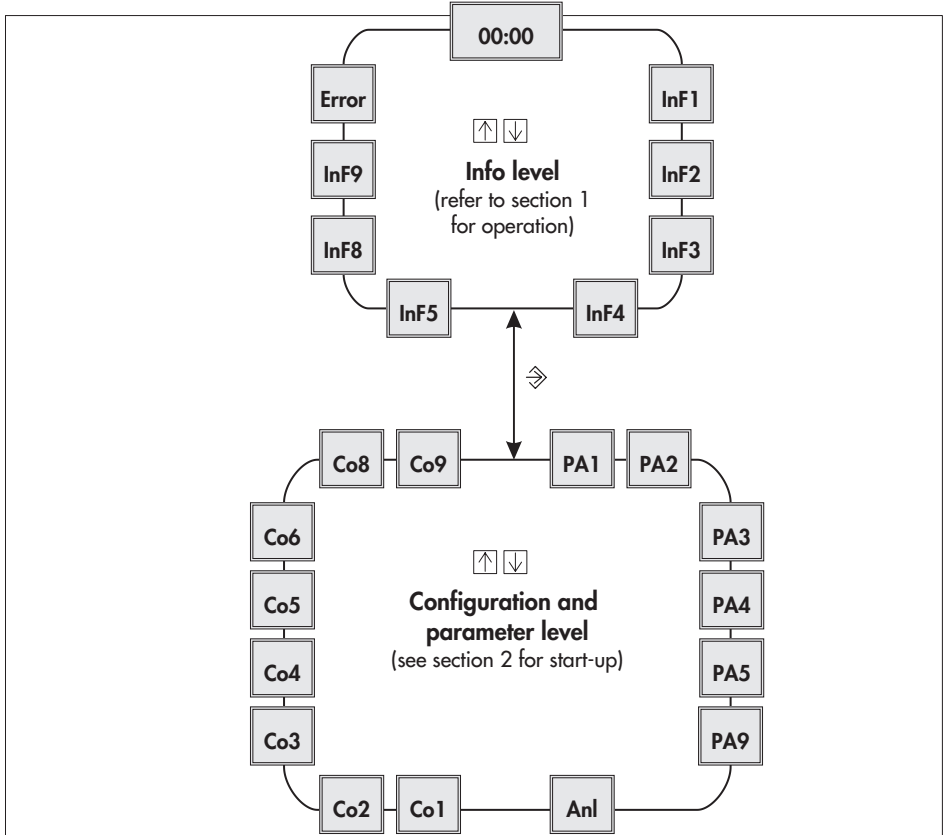 00:00
Error
InF1
InF9
Info level
InF2
(refer to section 1
for operation)
InF8
InF3
InF5
InF4
Co8
Co9
PA1
PA2
Co6
PA3
Co5
Configuration and
parameter level
PA4
(see section 2 for start-up)
Co4
PA5
Co3
PA9
Co2
Co1
AnI